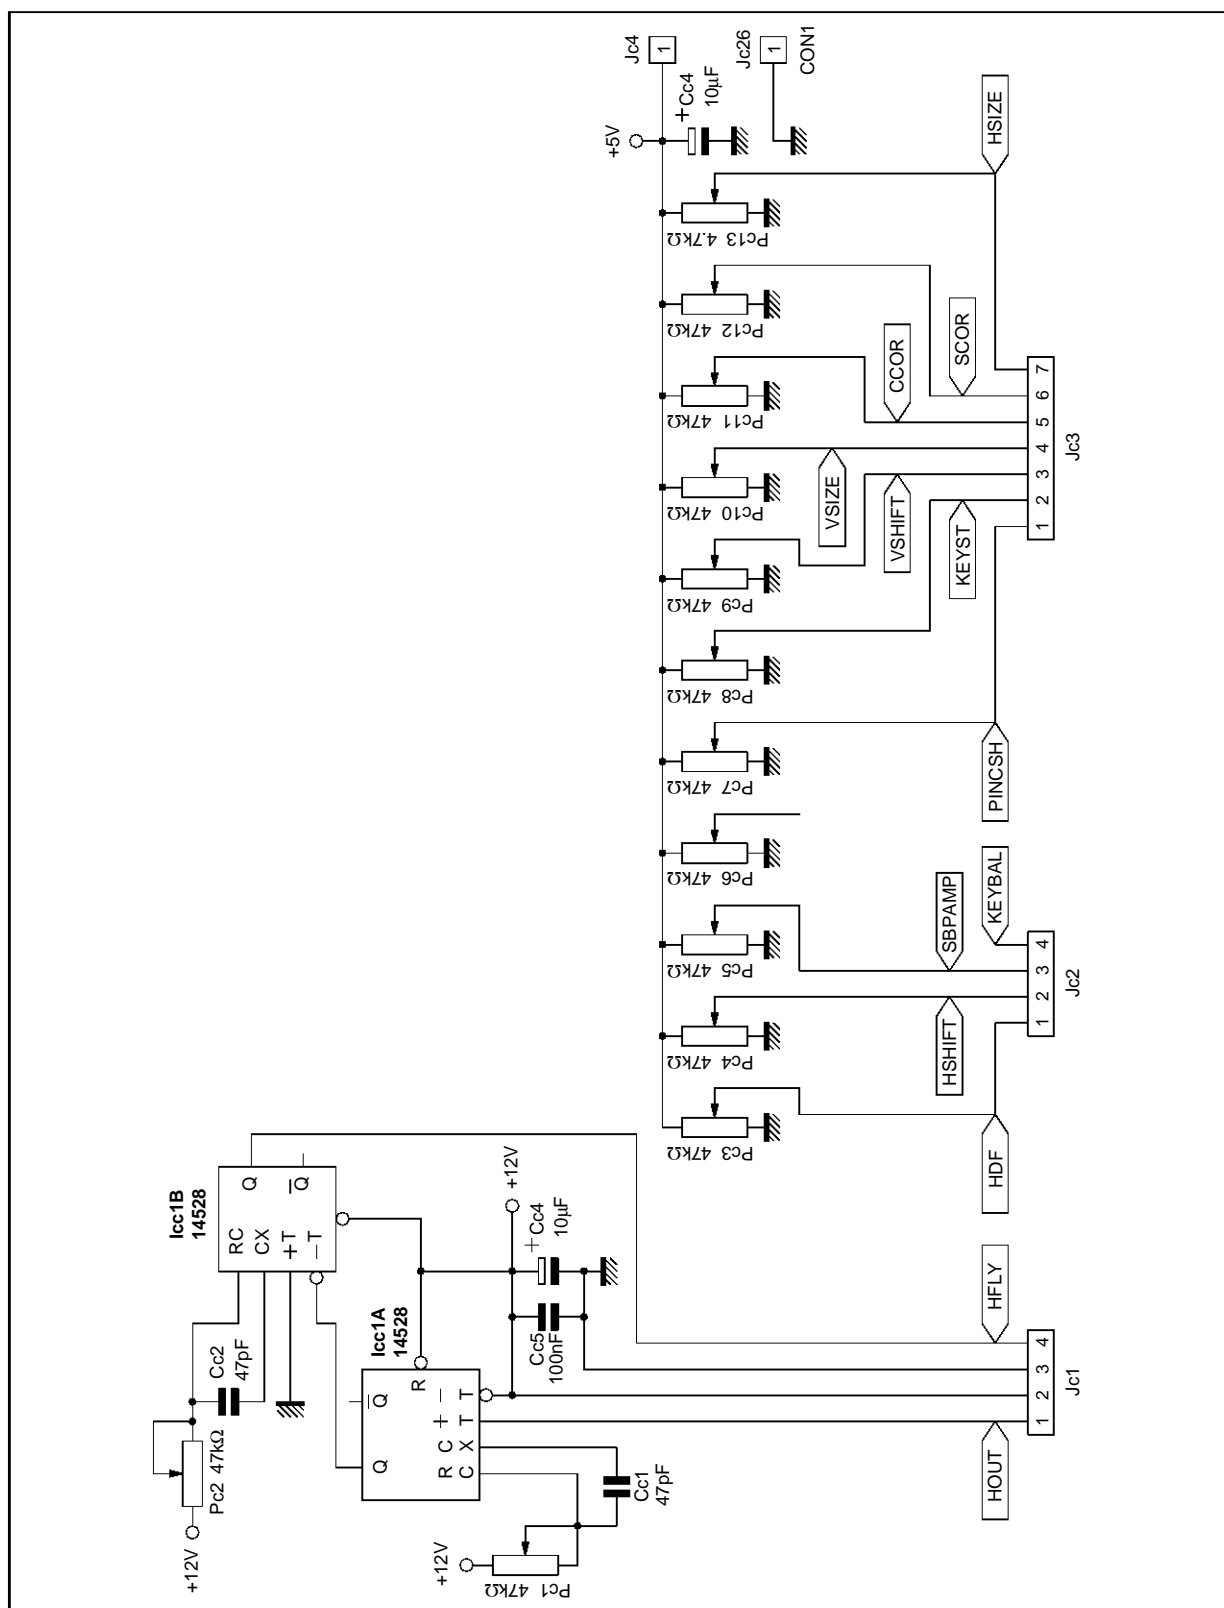 +12V
Pc2 47kΩ
Cc2
47pF
Icc1B
14528
RC
CX
+T
−T
Q
Q
+12V
Pc1 47kΩ
Cc1
47pF
Icc1A
14528
Q
Q
R
R C
C X
+ T
− T
Cc5
100nF
+
Cc4
10µF
+12V
HOUT
HFLY
1 2 3 4
Jc1
Pc3 47kΩ
Pc4 47kΩ
Pc5 47kΩ
Pc6 47kΩ
Pc7 47kΩ
Pc8 47kΩ
Pc9 47kΩ
Pc10 47kΩ
Pc11 47kΩ
Pc12 47kΩ
Pc13 4.7kΩ
+5V
+
Cc4
10µF
Jc4
1
Jc26
1
CON1
HDF
HSHIFT
SBPAMP
KEYBAL
1 2 3 4
Jc2
PINCSH
KEYST
VSHIFT
VSIZE
CCOR
SCOR
HSIZE
1 2 3 4 5 6 7
Jc3